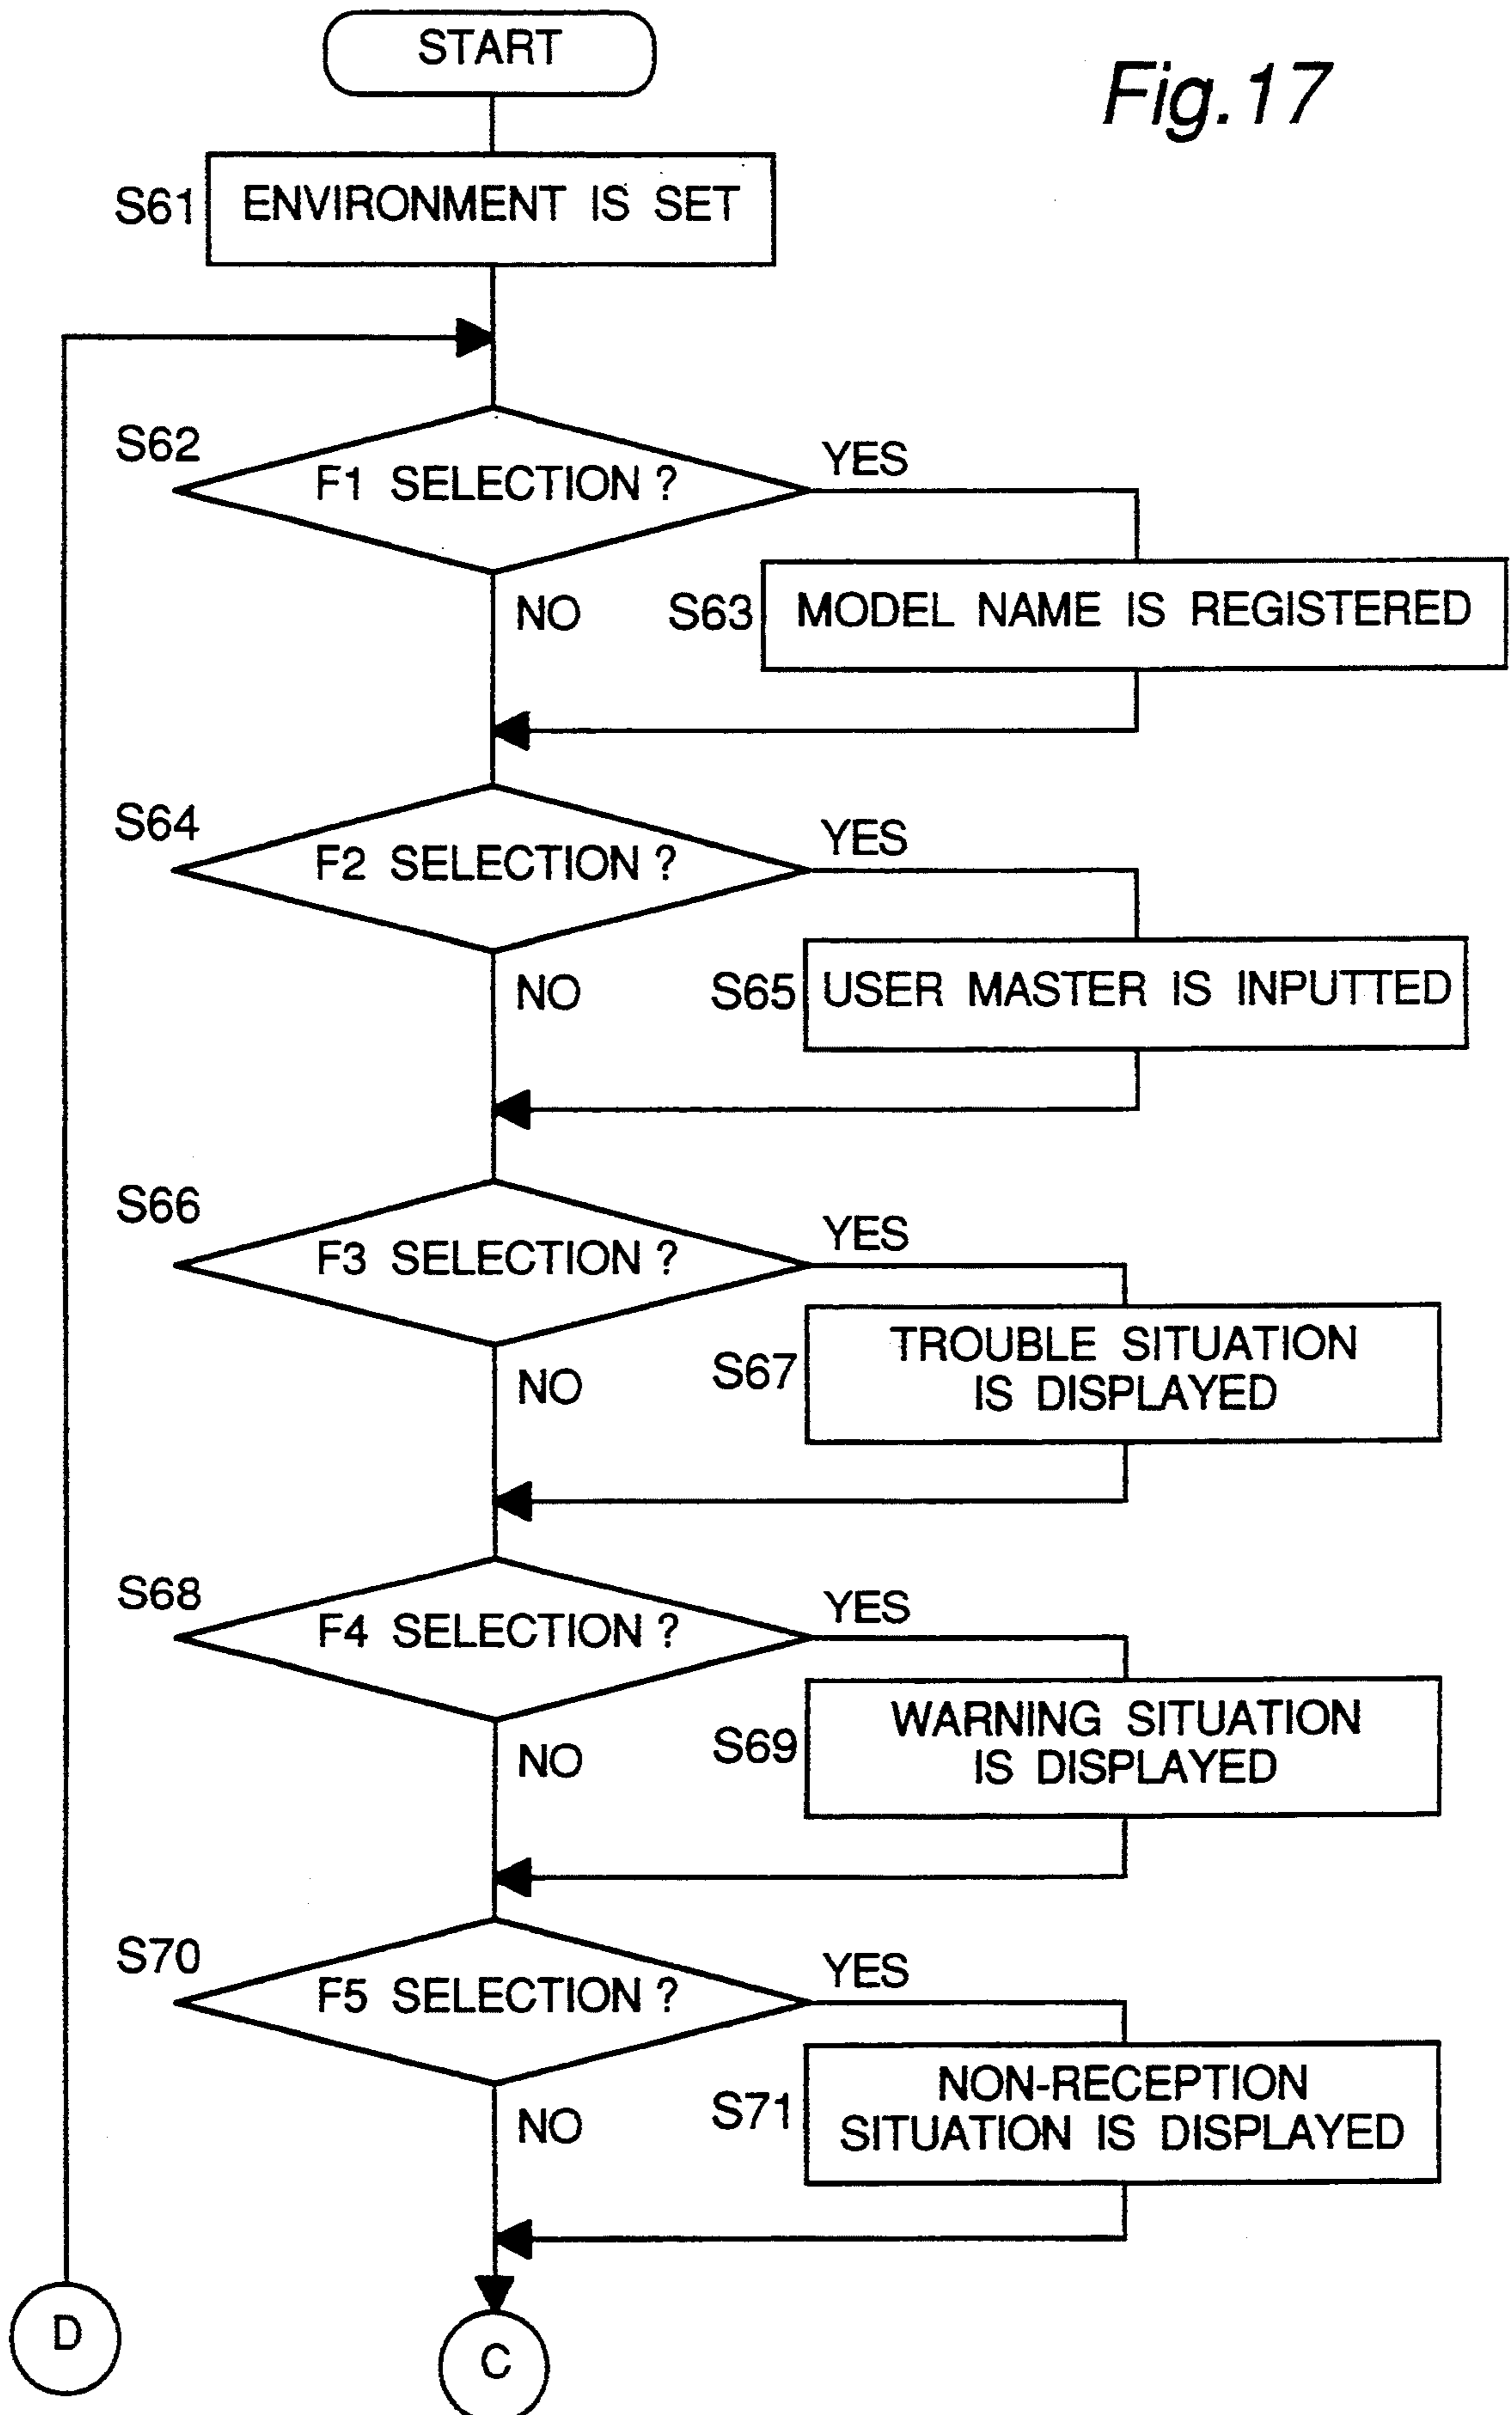 START
Fig.17
S61
ENVIRONMENT IS SET
S62
F1 SELECTION ?
YES
NO
S63
MODEL NAME IS REGISTERED
S64
F2 SELECTION ?
YES
NO
S65
USER MASTER IS INPUTTED
S66
F3 SELECTION ?
YES
NO
S67
TROUBLE SITUATION
IS DISPLAYED
S68
F4 SELECTION ?
YES
NO
S69
WARNING SITUATION
IS DISPLAYED
S70
F5 SELECTION ?
YES
NO
S71
NON-RECEPTION
SITUATION IS DISPLAYED
D
C